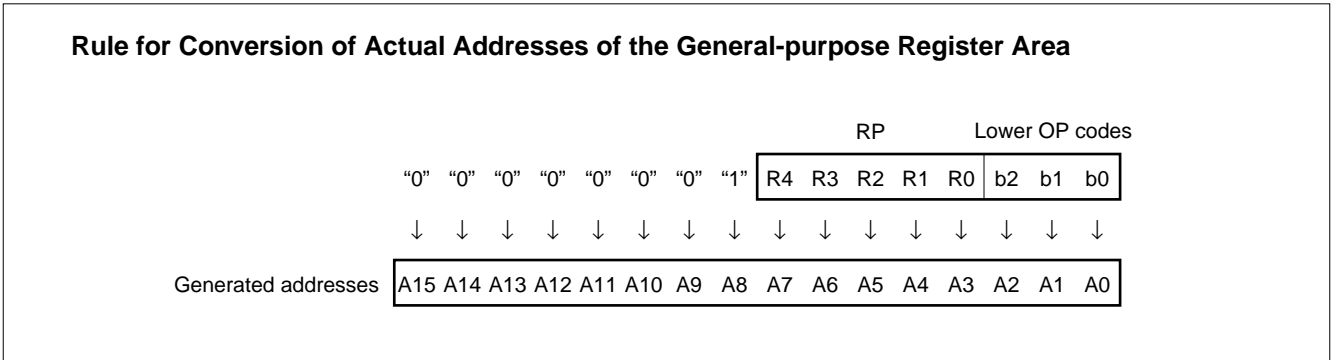 Rule for Conversion of Actual Addresses of the General-purpose Register Area
RP Lower OP codes
“0” “0” “0” “0” “0” “0” “0” “1” R4 R3 R2 R1 R0 b2 b1 b0
↓ ↓ ↓ ↓ ↓ ↓ ↓ ↓ ↓ ↓ ↓ ↓ ↓ ↓ ↓ ↓
Generated addresses A15 A14 A13 A12 A11 A10 A9 A8 A7 A6 A5 A4 A3 A2 A1 A0